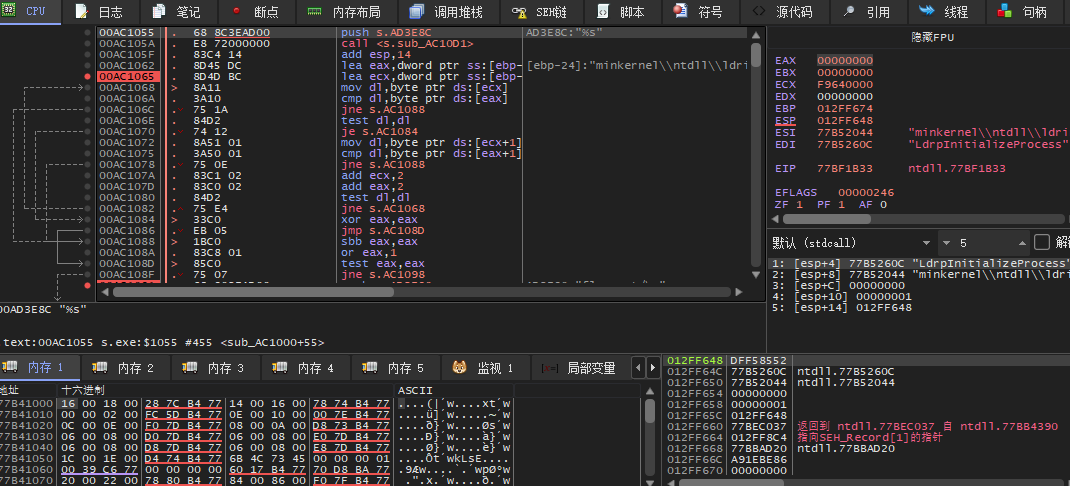 CPU 日志 笔记 断点 内存布局 调用堆栈 SEH链 脚本 符号 源代码 引用 线程 句柄
00AC1055 . 68 8C3EAD00 push s.AD3E8C AD3E8C:"%s"
00AC105A . E8 72000000 call <s.sub_AC10D1>
00AC105F . 83C4 14 add esp,14
00AC1062 . 8D45 DC lea eax,dword ptr ss:[ebp- [ebp-24]:"minkernel\\ntdll\\ldri
00AC1065 . 8D4D BC lea ecx,dword ptr ss:[ebp-
00AC1068 > 8A11 mov dl,byte ptr ds:[ecx]
00AC106A . 3A10 cmp dl,byte ptr ds:[eax]
00AC106C . 75 1A jne s.AC1088
00AC106E . 84D2 test dl,dl
00AC1070 . 74 12 je s.AC1084
00AC1072 . 8A51 01 mov dl,byte ptr ds:[ecx+1]
00AC1075 . 3A50 01 cmp dl,byte ptr ds:[eax+1]
00AC1078 . 75 0E jne s.AC1088
00AC107A . 83C1 02 add ecx,2
00AC107D . 83C0 02 add eax,2
00AC1080 . 84D2 test dl,dl
00AC1082 . 75 E4 jne s.AC1068
00AC1084 > 33C0 xor eax,eax
00AC1086 . EB 05 jmp s.AC108D
00AC1088 > 1BC0 sbb eax,eax
00AC108A . 83C8 01 or eax,1
00AC108D > 85C0 test eax,eax
00AC108F . 75 07 jne s.AC1098
隐藏FPU
EAX 00000000
EBX 00000000
ECX F9640000
EDX 00000000
EBP 012FF674
ESP 012FF648
ESI 77B52044 "minkernel\\ntdll\\ldri
EDI 77B5260C "LdrpInitializeProcess"
EIP 77BF1B33 ntdll.77BF1B33
EFLAGS 00000246
ZF 1 PF 1 AF 0
默认 (stdcall) 5 解
1: [esp+4] 77B5260C "LdrpInitializeProcess"
2: [esp+8] 77B52044 "minkernel\\ntdll\\ldri
3: [esp+C] 00000000
4: [esp+10] 00000001
5: [esp+14] 012FF648
00AD3E8C "%s"
text:00AC1055 s.exe:$1055 #455 <sub_AC1000+55>
内存 1 内存 2 内存 3 内存 4 内存 5 监视 1 局部变量
地址 十六进制 ASCII
77B41000 16 00 18 00 28 7C B4 77 14 00 16 00 78 74 B4 77 ....(|´w....xt´w
77B41010 00 00 02 00 FC 5D B4 77 0E 00 10 00 00 7E B4 77 ....ü]´w.....~´w
77B41020 0C 00 0E 00 F0 7D B4 77 08 00 0A 00 D8 73 B4 77 ....ð}´w....Øs´w
77B41030 06 00 08 00 D0 7D B4 77 06 00 08 00 E0 7D B4 77 ....Ð}´w....à}´w
77B41040 06 00 08 00 D8 7D B4 77 06 00 08 00 E8 7D B4 77 ....Ø}´w....è}´w
77B41050 1C 00 1E 00 D4 74 B4 77 6B 4C 73 45 00 00 00 01 ....Ôt´wkLsE....
77B41060 00 39 C6 77 00 00 00 00 60 17 B4 77 70 D8 BA 77 .9Æw....`.´wpØºw
77B41070 20 00 22 00 78 80 B4 77 84 00 86 00 F0 7F B4 77
012FF648 DFF58552
012FF64C 77B5260C ntdll.77B5260C
012FF650 77B52044 ntdll.77B52044
012FF654 00000000
012FF658 00000001
012FF65C 012FF648
012FF660 77BEC037 返回到 ntdll.77BEC037 自 ntdll.77BB4390
012FF664 012FF8C4 指向SEH_Record[1]的指针
012FF668 77BBAD20 ntdll.77BBAD20
012FF66C A91EBE86
012FF670 00000000